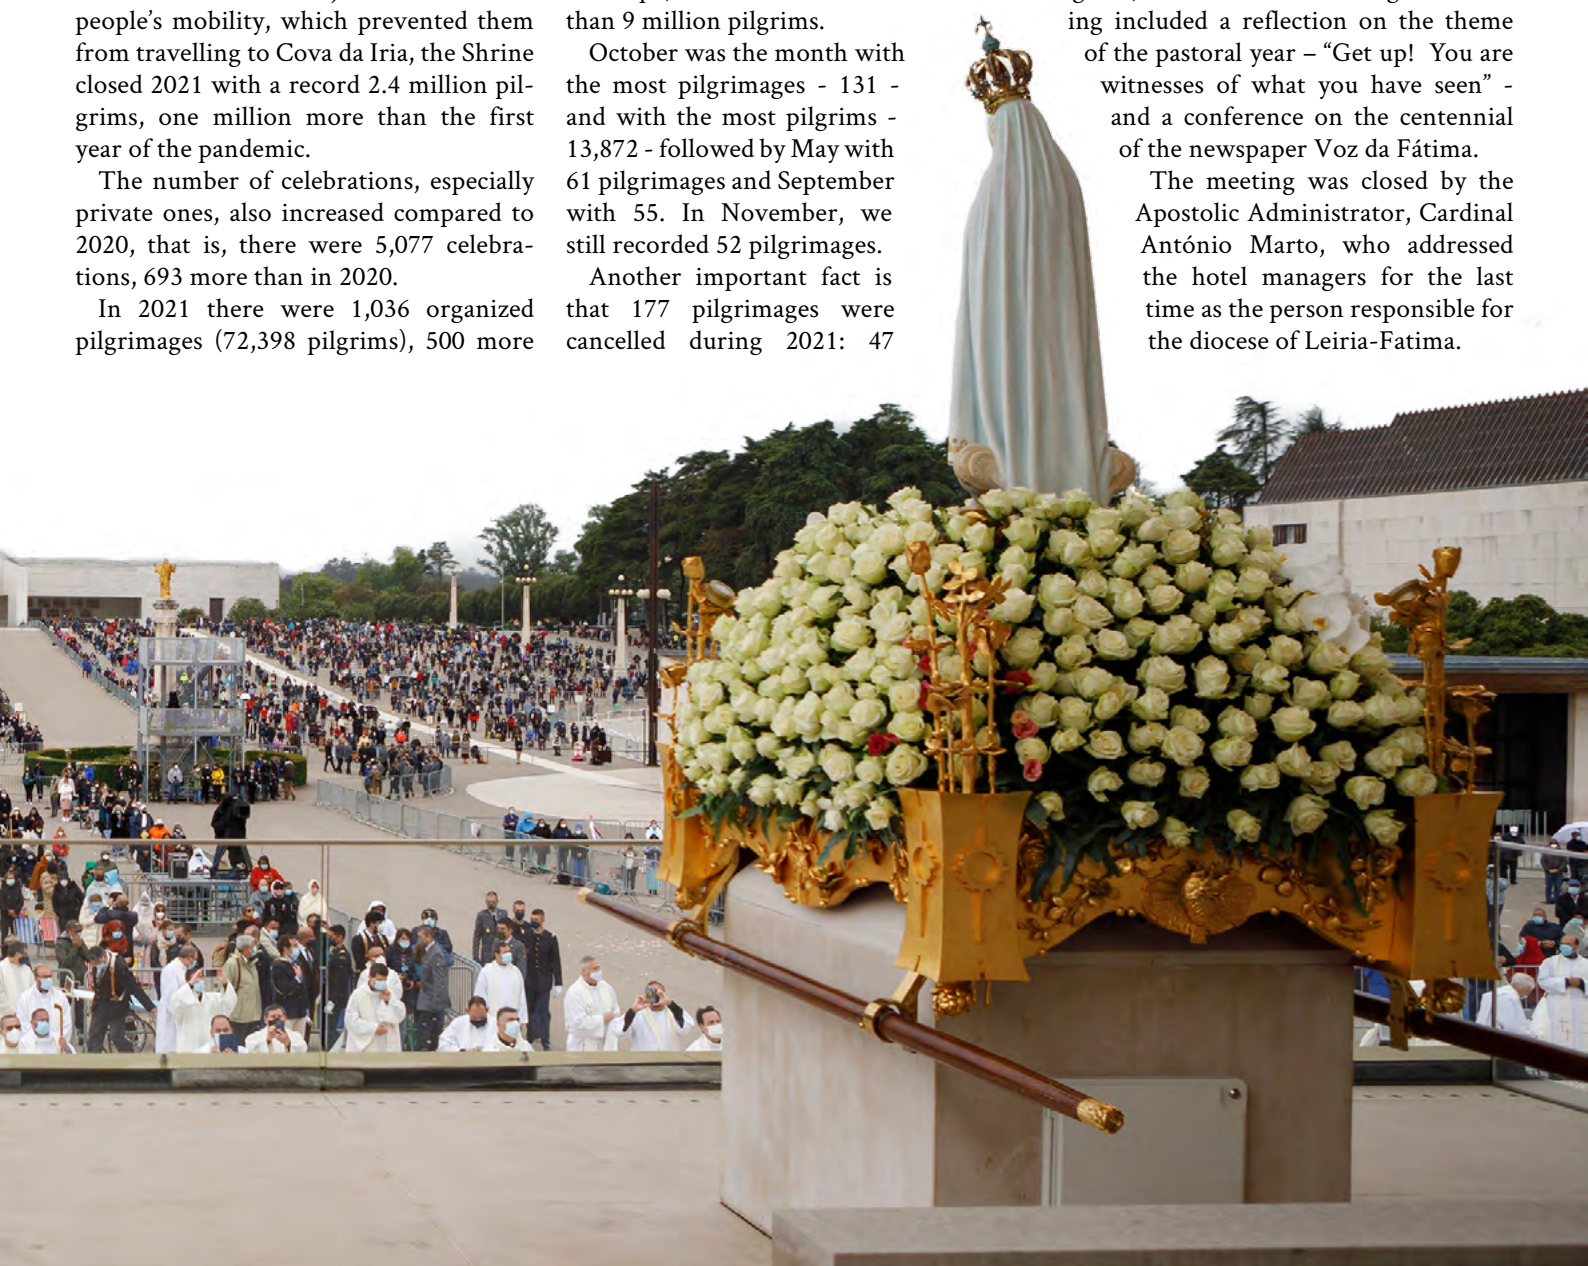 people’s mobility, which prevented them
from travelling to Cova da Iria, the Shrine
closed 2021 with a record 2.4 million pil-
grims, one million more than the first
year of the pandemic.
The number of celebrations, especially
private ones, also increased compared to
2020, that is, there were 5,077 celebra-
tions, 693 more than in 2020.
In 2021 there were 1,036 organized
pilgrimages (72,398 pilgrims), 500 more
than 9 million pilgrims.
October was the month with
the most pilgrimages - 131 -
and with the most pilgrims -
13,872 - followed by May with
61 pilgrimages and September
with 55. In November, we
still recorded 52 pilgrimages.
Another important fact is
that 177 pilgrimages were
cancelled during 2021: 47
ing included a reflection on the theme
of the pastoral year – “Get up! You are
witnesses of what you have seen” -
and a conference on the centennial
of the newspaper Voz da Fátima.
The meeting was closed by the
Apostolic Administrator, Cardinal
António Marto, who addressed
the hotel managers for the last
time as the person responsible for
the diocese of Leiria-Fatima.